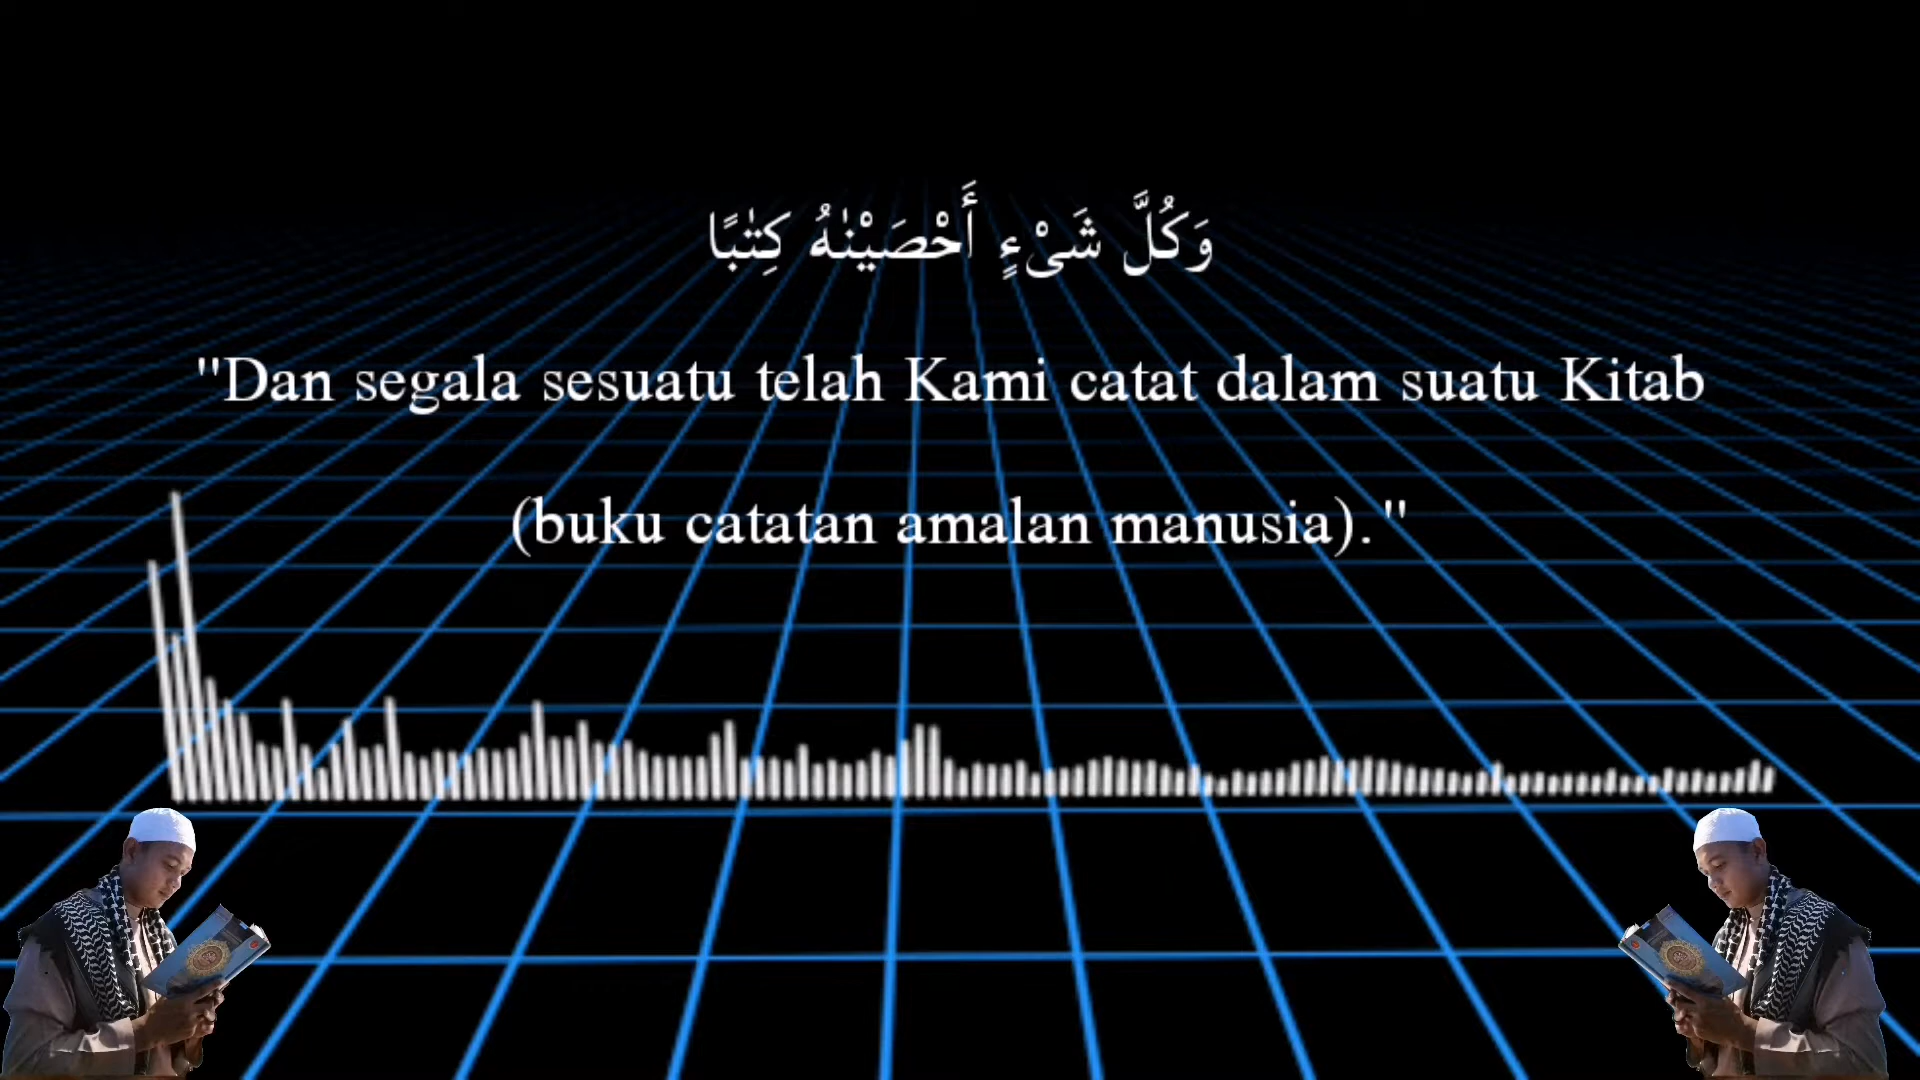 وَكُلَّ شَىْءٍ أَحْصَيْنَٰهُ كِتَٰبًا
"Dan segala sesuatu telah Kami catat dalam suatu Kitab
(buku catatan amalan manusia)."